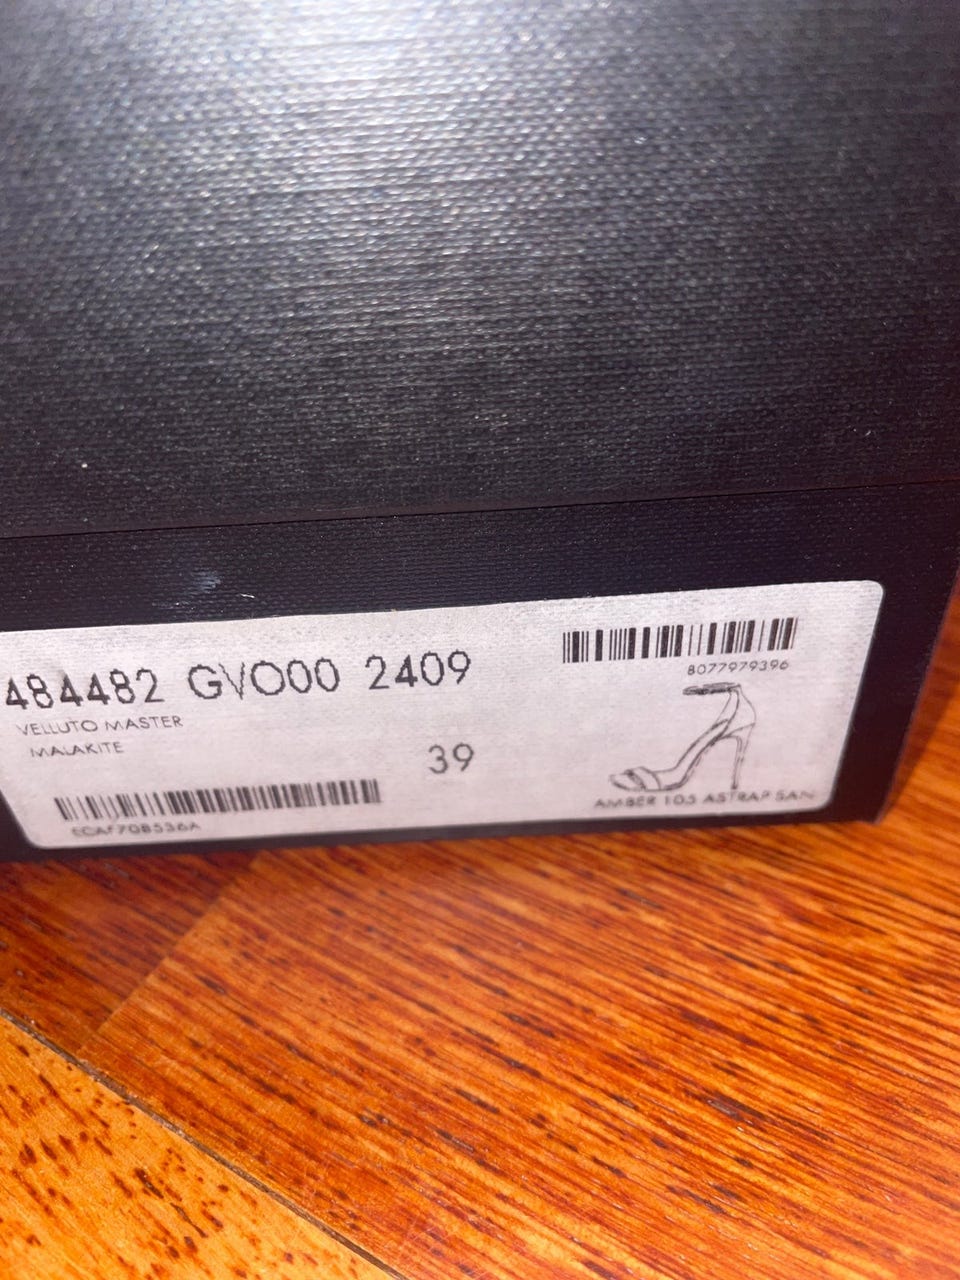 484482 GVO00 2409
VELLUTO MASTER
MALAKITE
39
ECAF708536A
8077979396
AMBER 105 ASTRAP SAN